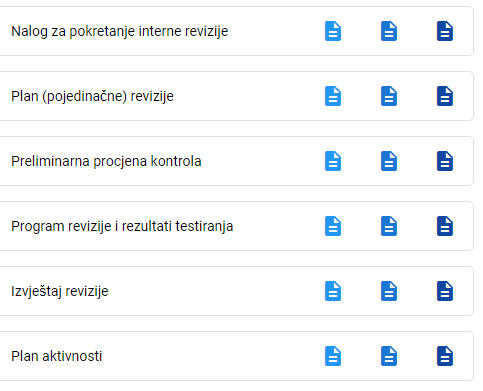 Nalog za pokretanje interne revizije
Plan (pojedinačne) revizije
Preliminarna procjena kontrola
Program revizije i rezultati testiranja
Izvještaj revizije
Plan aktivnosti